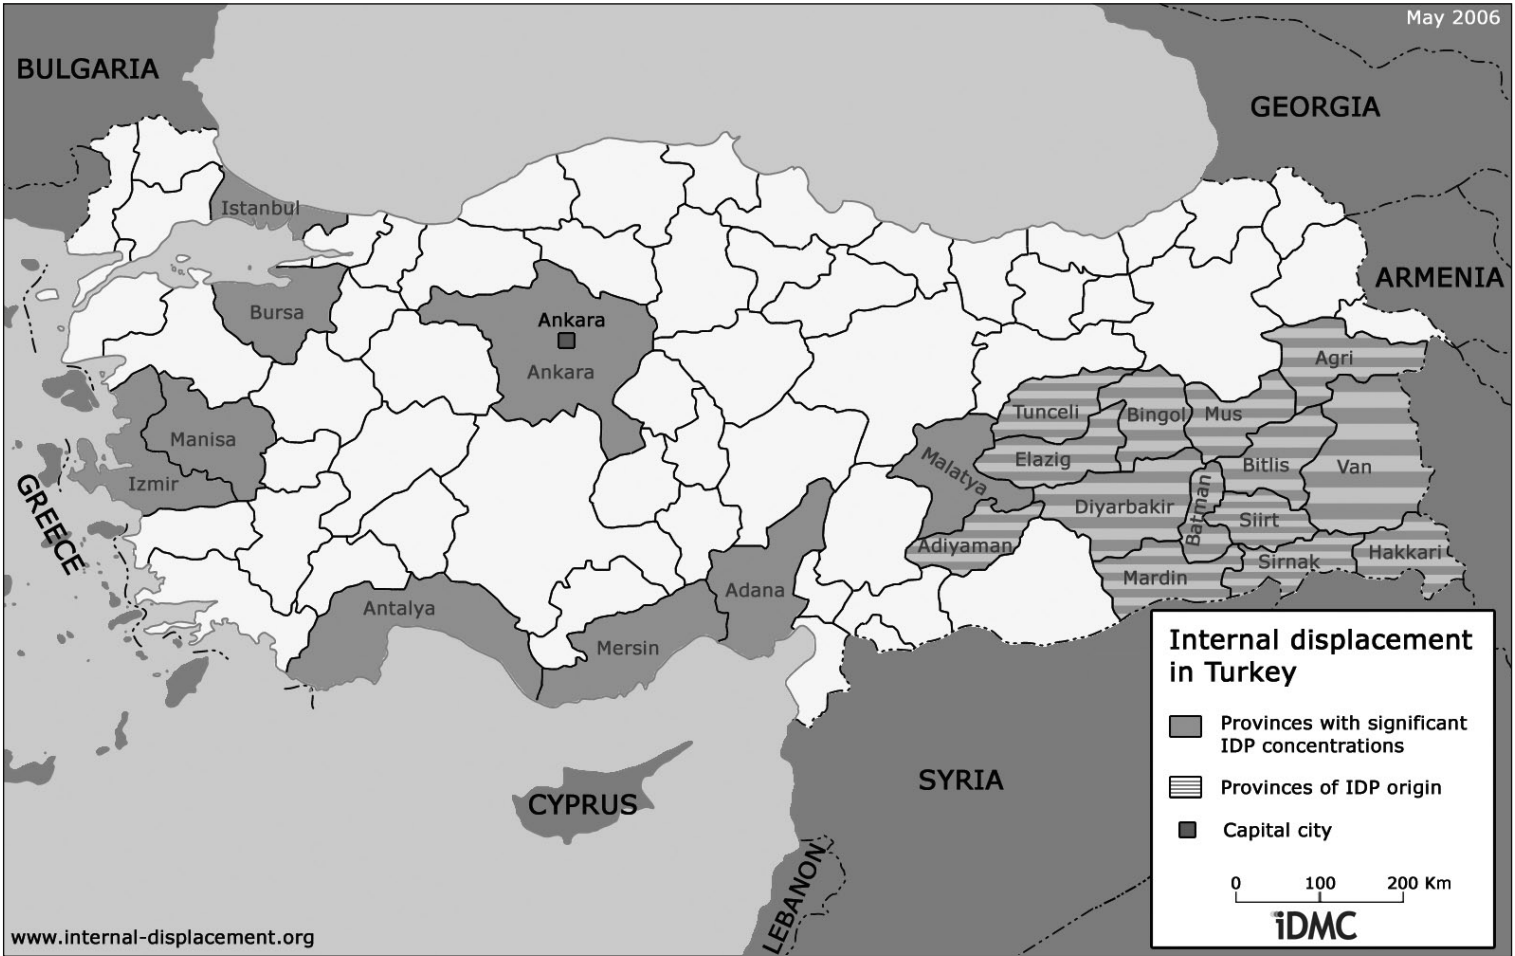 May 2006
BULGARIA
GEORGIA
Istanbul
ARMENIA
Bursa
Ankara
Ankara
Agri
Tunceli
Bingol
Mus
Manisa
Malatya
Elazig
Bitlis
Van
Izmir
GREECE
Diyarbakir
Batman
Siirt
Adiyaman
Sirnak
Hakkari
Mardin
Adana
Antalya
Mersin
CYPRUS
SYRIA
LEBANON
Internal displacement
in Turkey
Provinces with significant
IDP concentrations
Provinces of IDP origin
Capital city
0 100 200 Km
iDMC
www.internal-displacement.org